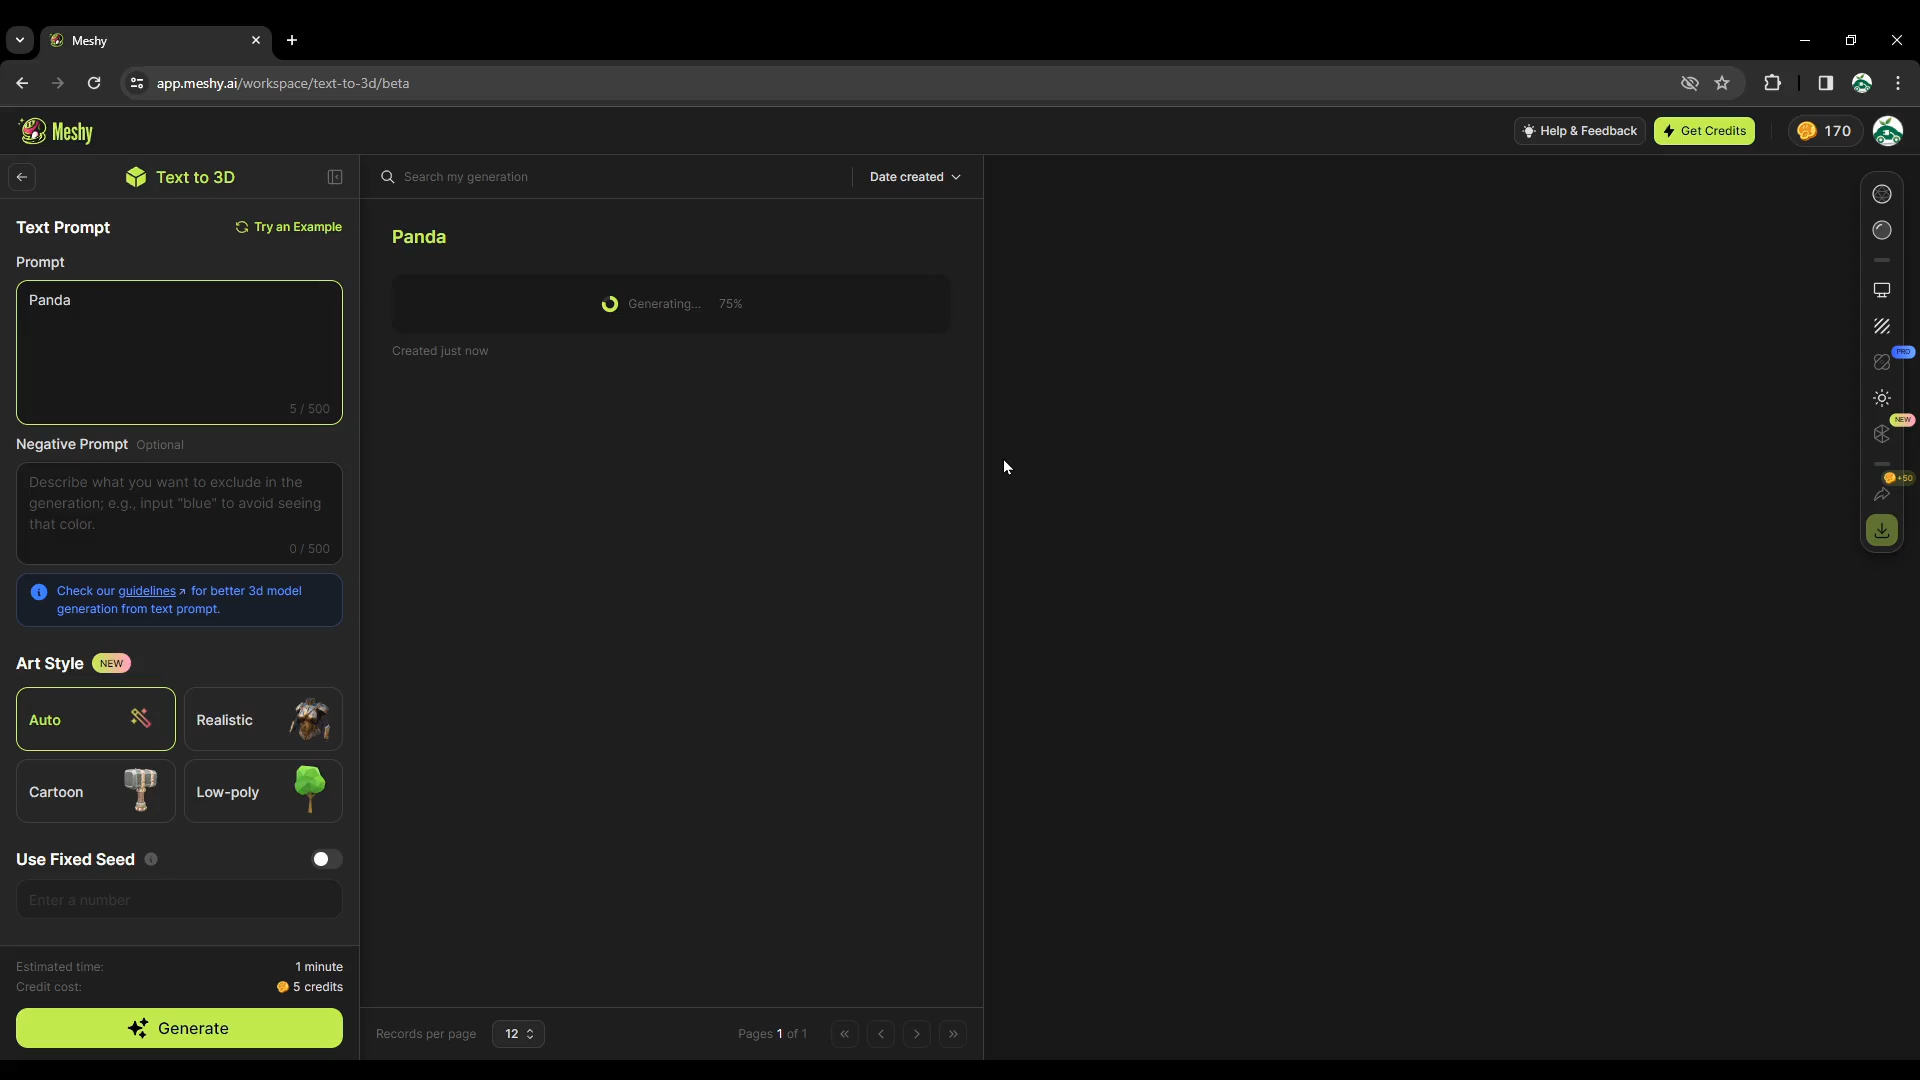 Meshy
app.meshy.ai/workspace/text-to-3d/beta
Meshy
Help & Feedback
Get Credits
170
Text to 3D
Search my generation
Date created
Text Prompt
Try an Example
Panda
Prompt
Panda
5 / 500
Generating... 75%
Created just now
Negative Prompt Optional
Describe what you want to exclude in the
generation; e.g., input "blue" to avoid seeing
that color.
0 / 500
Check our guidelines for better 3d model
generation from text prompt.
Art Style NEW
Auto
Realistic
Cartoon
Low-poly
Use Fixed Seed
Enter a number
Estimated time: 1 minute
Credit cost: 5 credits
Generate
Records per page 12
Pages 1 of 1
PRO
NEW
+50